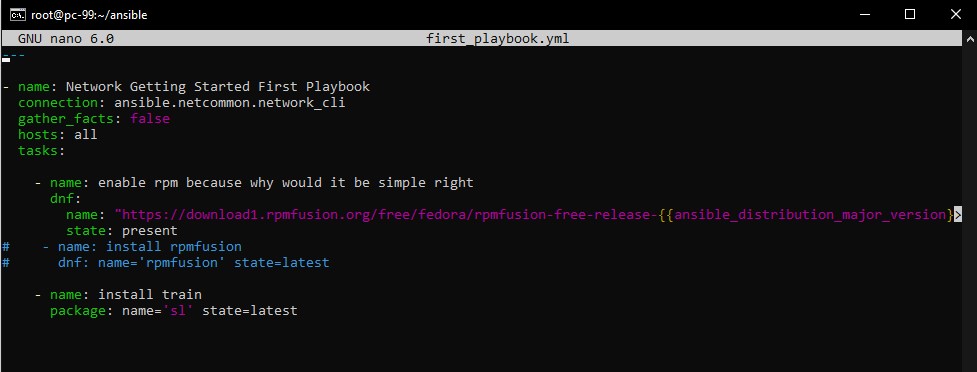 root@pc-99:~/ansible
GNU nano 6.0 first_playbook.yml
---
- name: Network Getting Started First Playbook
  connection: ansible.netcommon.network_cli
  gather_facts: false
  hosts: all
  tasks:
    - name: enable rpm because why would it be simple right
      dnf:
        name: "https://download1.rpmfusion.org/free/fedora/rpmfusion-free-release-{{ansible_distribution_major_version}>
        state: present
#    - name: install rpmfusion
#      dnf: name='rpmfusion' state=latest
    - name: install train
      package: name='sl' state=latest